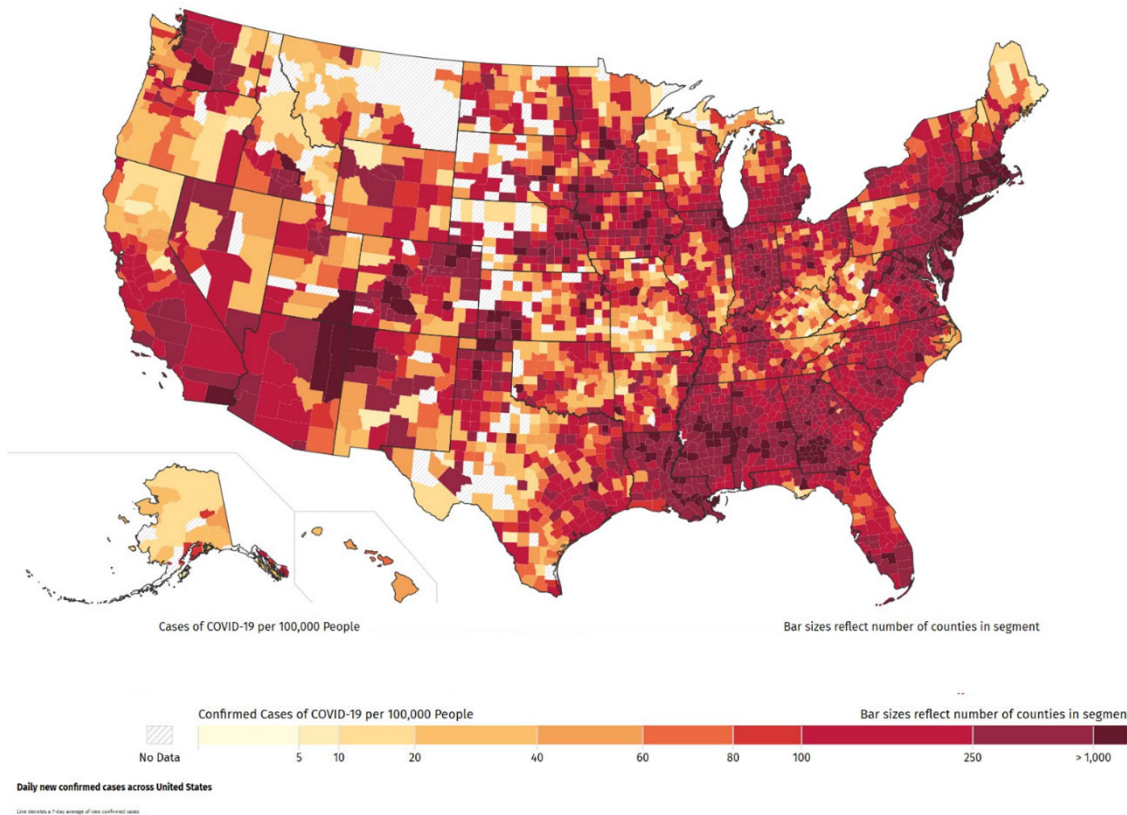 Cases of COVID-19 per 100,000 People
Bar sizes reflect number of counties in segment
Confirmed Cases of COVID-19 per 100,000 People
Bar sizes reflect number of counties in segmen
No Data 5 10 20 40 60 80 100 250 > 1,000
Daily new confirmed cases across United States
Line denotes a 7-day average of new confirmed cases